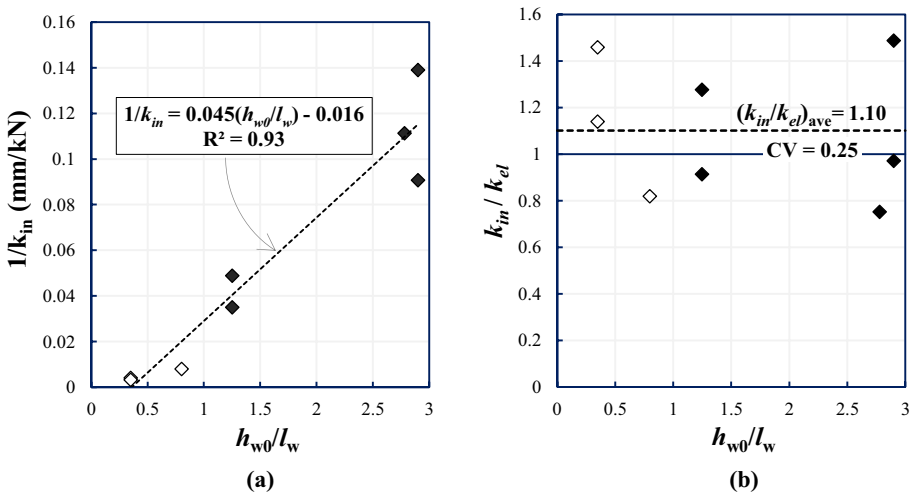 0.16
0.14
0.12
0.1
0.08
0.06
0.04
0.02
0
1/k_in (mm/kN)
1/k_in = 0.045(h_w0/l_w) - 0.016
R² = 0.93
0 0.5 1 1.5 2 2.5 3
h_w0/l_w
(a)
1.6
1.4
1.2
1
0.8
0.6
0.4
0.2
0
k_in / k_el
(k_in/k_el)_ave = 1.10
CV = 0.25
0 0.5 1 1.5 2 2.5 3
h_w0/l_w
(b)